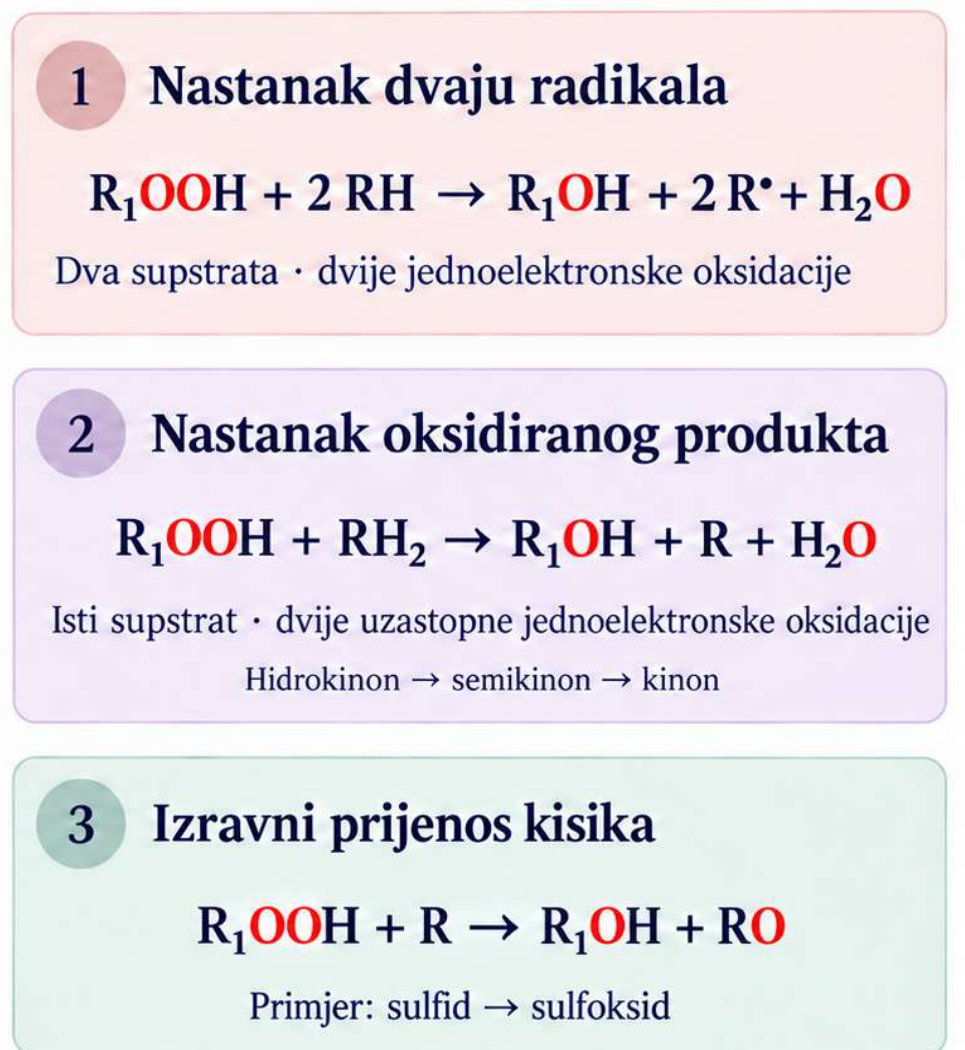 1 Nastanak dvaju radikala
R₁OOH + 2 RH → R₁OH + 2 R• + H₂O
Dva supstrata · dvije jednoelektronske oksidacije
2 Nastanak oksidiranog produkta
R₁OOH + RH₂ → R₁OH + R + H₂O
Isti supstrat · dvije uzastopne jednoelektronske oksidacije
Hidrokinon → semikinon → kinon
3 Izravni prijenos kisika
R₁OOH + R → R₁OH + RO
Primjer: sulfid → sulfoksid